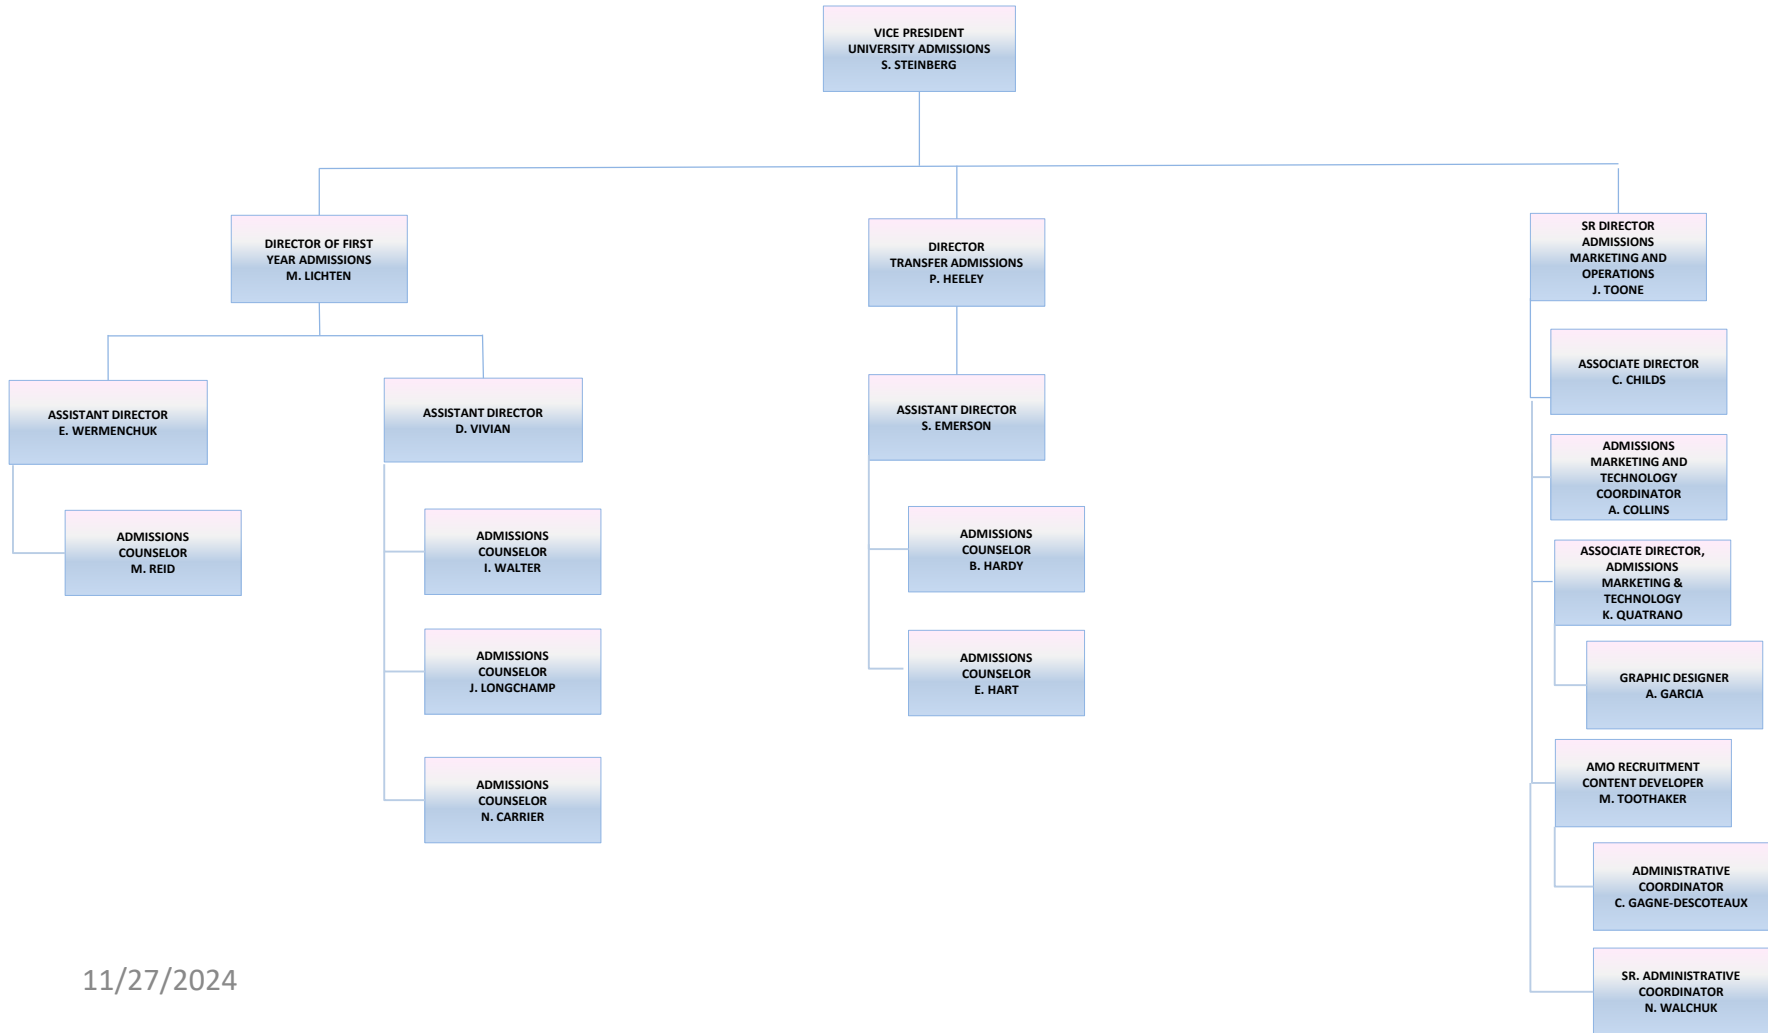 VICE PRESIDENT
UNIVERSITY ADMISSIONS
S. STEINBERG
DIRECTOR OF FIRST
YEAR ADMISSIONS
M. LICHTEN
DIRECTOR
TRANSFER ADMISSIONS
P. HEELEY
SR DIRECTOR
ADMISSIONS
MARKETING AND
OPERATIONS
J. TOONE
ASSISTANT DIRECTOR
E. WERMENCHUK
ADMISSIONS
COUNSELOR
M. REID
ASSISTANT DIRECTOR
D. VIVIAN
ADMISSIONS
COUNSELOR
I. WALTER
ADMISSIONS
COUNSELOR
J. LONGCHAMP
ADMISSIONS
COUNSELOR
N. CARRIER
ASSISTANT DIRECTOR
S. EMERSON
ADMISSIONS
COUNSELOR
B. HARDY
ADMISSIONS
COUNSELOR
E. HART
ASSOCIATE DIRECTOR
C. CHILDS
ADMISSIONS
MARKETING AND
TECHNOLOGY
COORDINATOR
A. COLLINS
ASSOCIATE DIRECTOR,
ADMISSIONS
MARKETING &
TECHNOLOGY
K. QUATRANO
GRAPHIC DESIGNER
A. GARCIA
AMO RECRUITMENT
CONTENT DEVELOPER
M. TOOTHAKER
ADMINISTRATIVE
COORDINATOR
C. GAGNE-DESCOTEAUX
SR. ADMINISTRATIVE
COORDINATOR
N. WALCHUK
11/27/2024